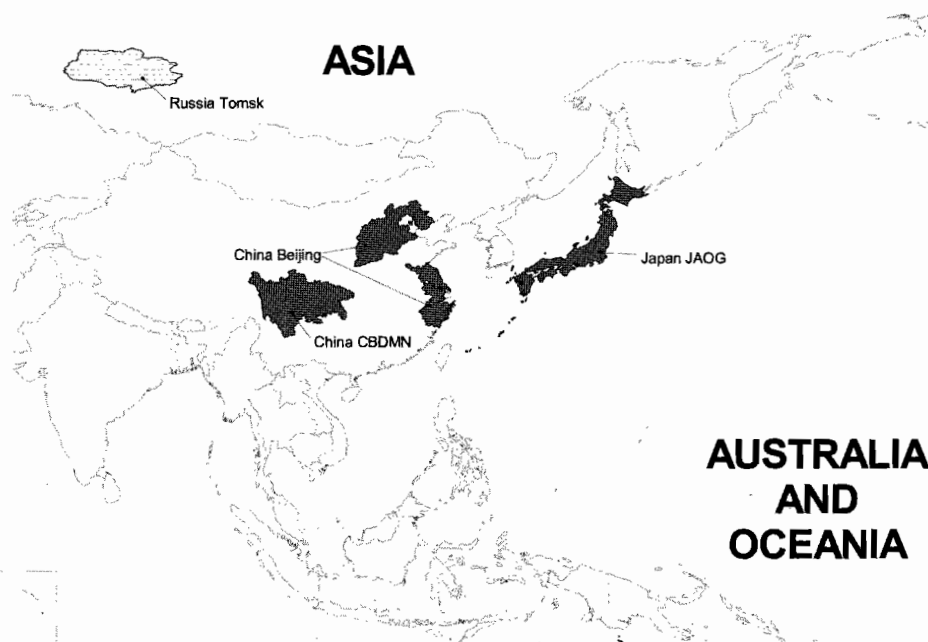 ASIA
Russia Tomsk
China Beijing
Japan JAOG
China CBDMN
AUSTRALIA
AND
OCEANIA